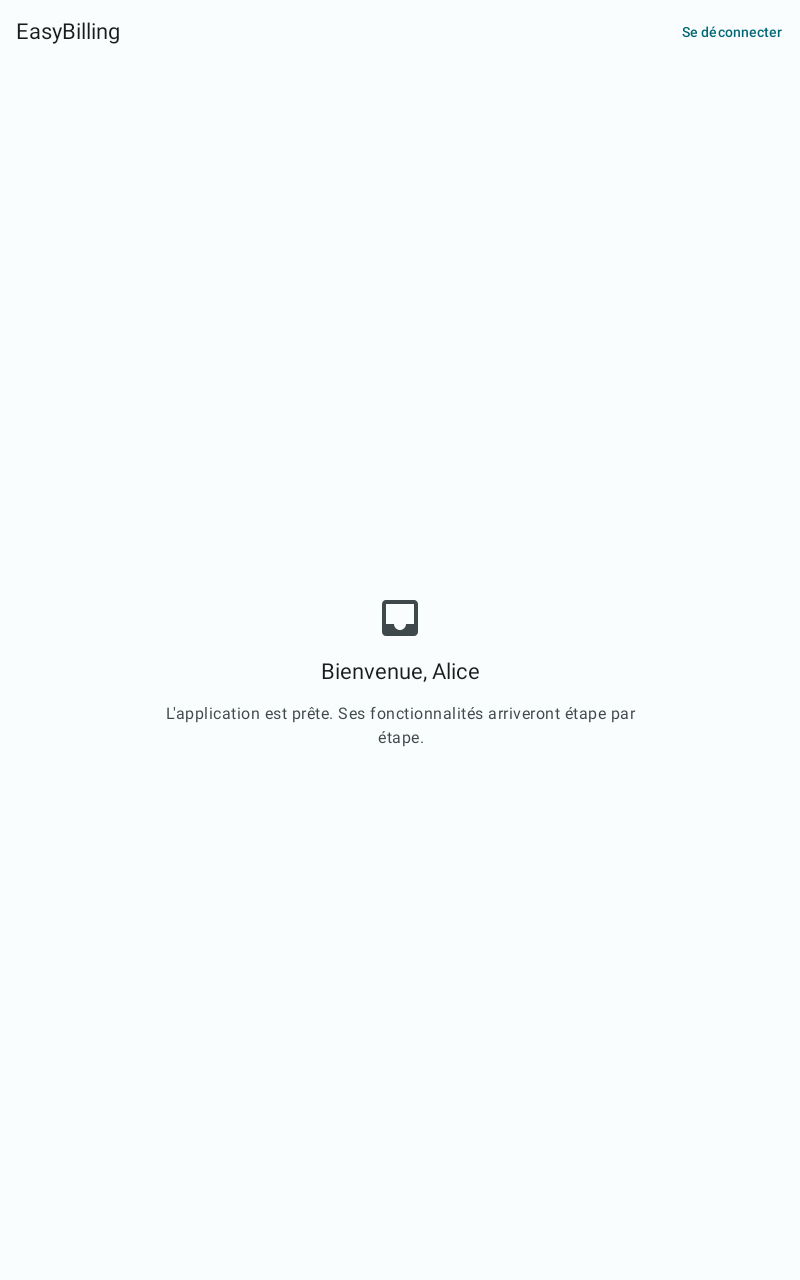 EasyBilling
Se déconnecter
Bienvenue, Alice
L'application est prête. Ses fonctionnalités arriveront étape par
étape.